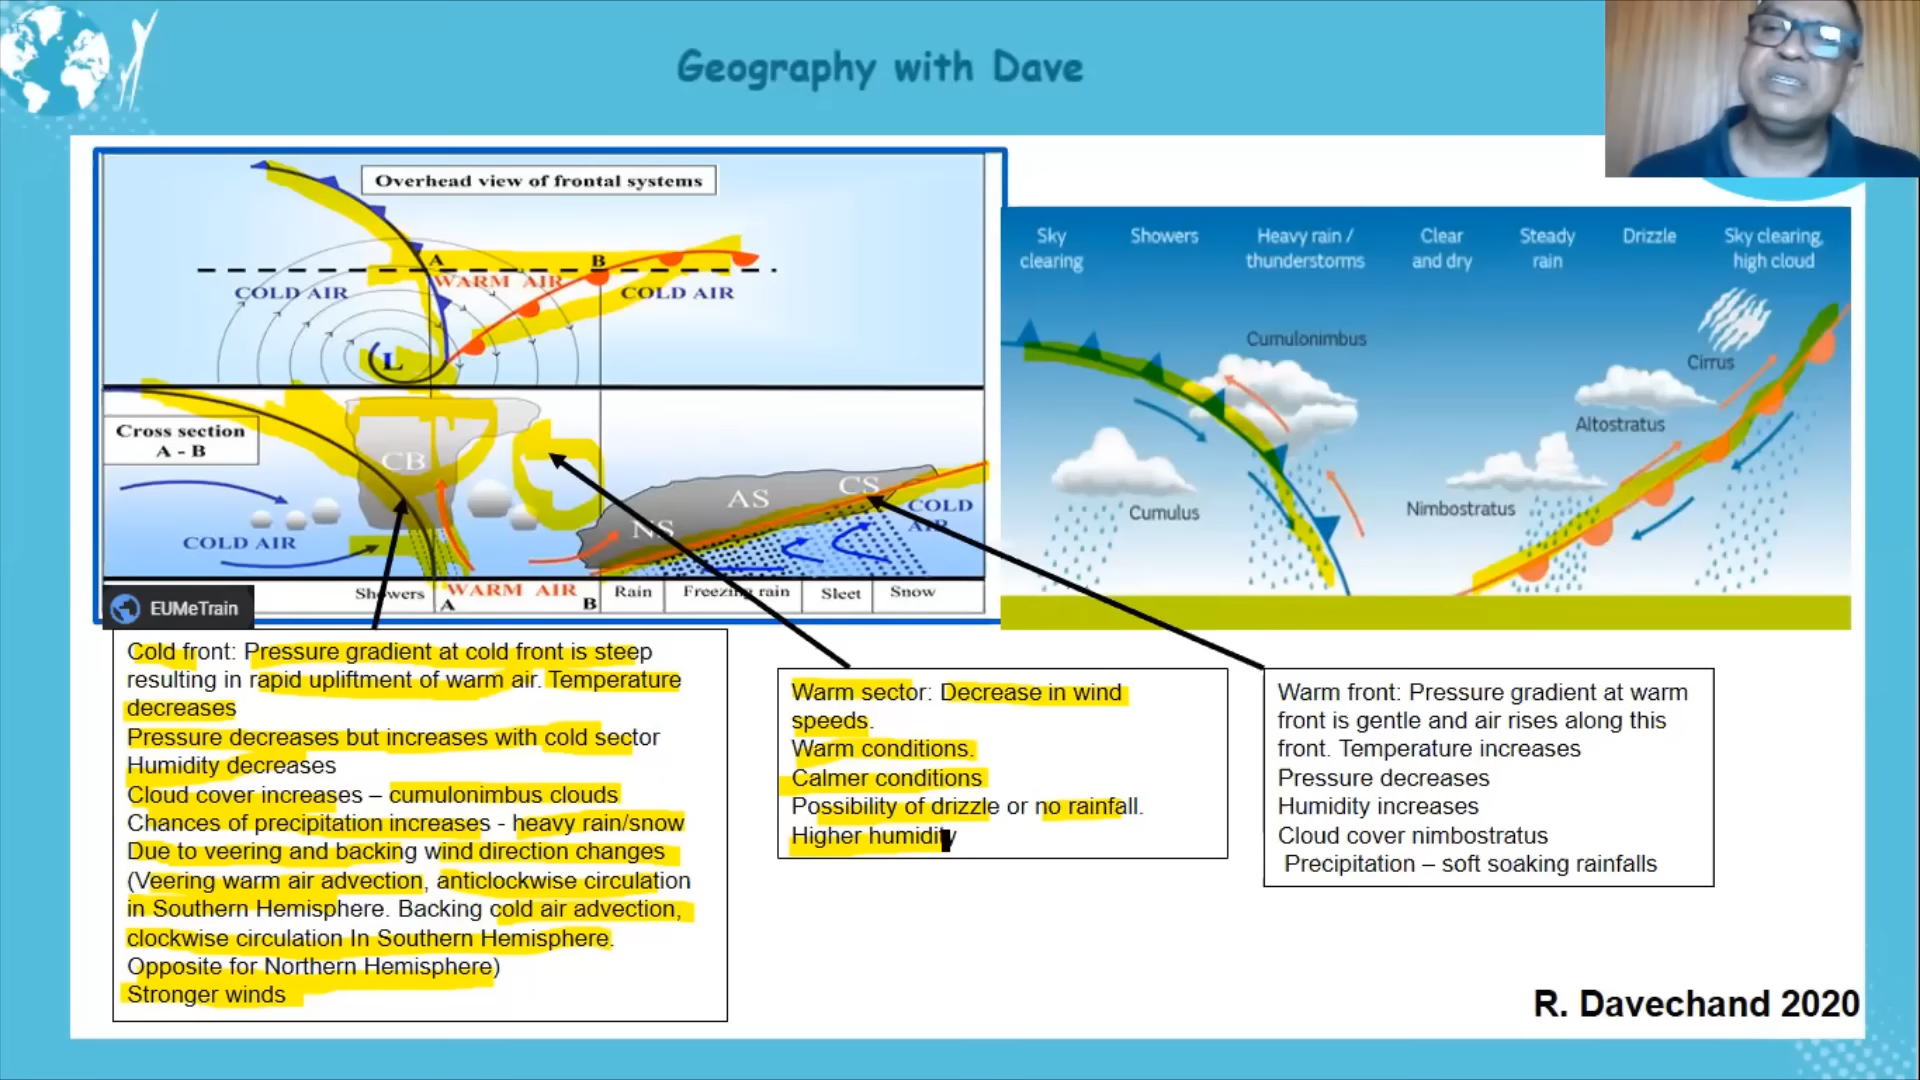 Geography with Dave
Overhead view of frontal systems
A
B
COLD AIR
WARM AIR
COLD AIR
L
Cross section
A - B
CB
CS
AS
NS
COLD
AIR
COLD AIR
Showers
WARM AIR
A
B
Rain
Freezing rain
Sleet
Snow
EUMeTrain
Sky
clearing
Showers
Heavy rain /
thunderstorms
Clear
and dry
Steady
rain
Drizzle
Sky clearing,
high cloud
Cumulonimbus
Cirrus
Altostratus
Cumulus
Nimbostratus
Cold front: Pressure gradient at cold front is steep
resulting in rapid upliftment of warm air. Temperature
decreases
Pressure decreases but increases with cold sector
Humidity decreases
Cloud cover increases – cumulonimbus clouds
Chances of precipitation increases - heavy rain/snow
Due to veering and backing wind direction changes
(Veering warm air advection, anticlockwise circulation
in Southern Hemisphere. Backing cold air advection,
clockwise circulation In Southern Hemisphere.
Opposite for Northern Hemisphere)
Stronger winds
Warm sector: Decrease in wind
speeds.
Warm conditions.
Calmer conditions
Possibility of drizzle or no rainfall.
Higher humidity
Warm front: Pressure gradient at warm
front is gentle and air rises along this
front. Temperature increases
Pressure decreases
Humidity increases
Cloud cover nimbostratus
Precipitation – soft soaking rainfalls
R. Davechand 2020